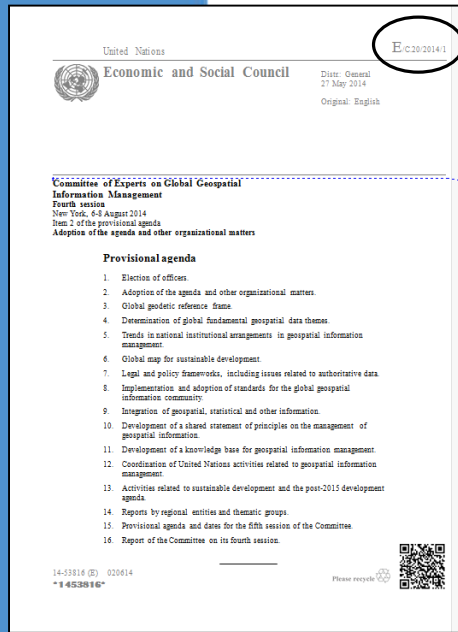 United Nations
E/C.20/2014/1
Economic and Social Council
Distr: General
27 May 2014
Original: English
Committee of Experts on Global Geospatial
Information Management
Fourth session
New York, 6-8 August 2014
Item 2 of the provisional agenda
Adoption of the agenda and other organizational matters
Provisional agenda
1. Election of officers.
2. Adoption of the agenda and other organizational matters.
3. Global geodetic reference frame.
4. Determination of global fundamental geospatial data themes.
5. Trends in national institutional arrangements in geospatial information
management.
6. Global map for sustainable development.
7. Legal and policy frameworks, including issues related to authoritative data.
8. Implementation and adoption of standards for the global geospatial
information community.
9. Integration of geospatial, statistical and other information.
10. Development of a shared statement of principles on the management of
geospatial information.
11. Development of a knowledge base for geospatial information management.
12. Coordination of United Nations activities related to geospatial information
management.
13. Activities related to sustainable development and the post-2015 development
agenda.
14. Reports by regional entities and thematic groups.
15. Provisional agenda and dates for the fifth session of the Committee.
16. Report of the Committee on its fourth session.
14-53816 (E) 020614
*1453816*
Please recycle